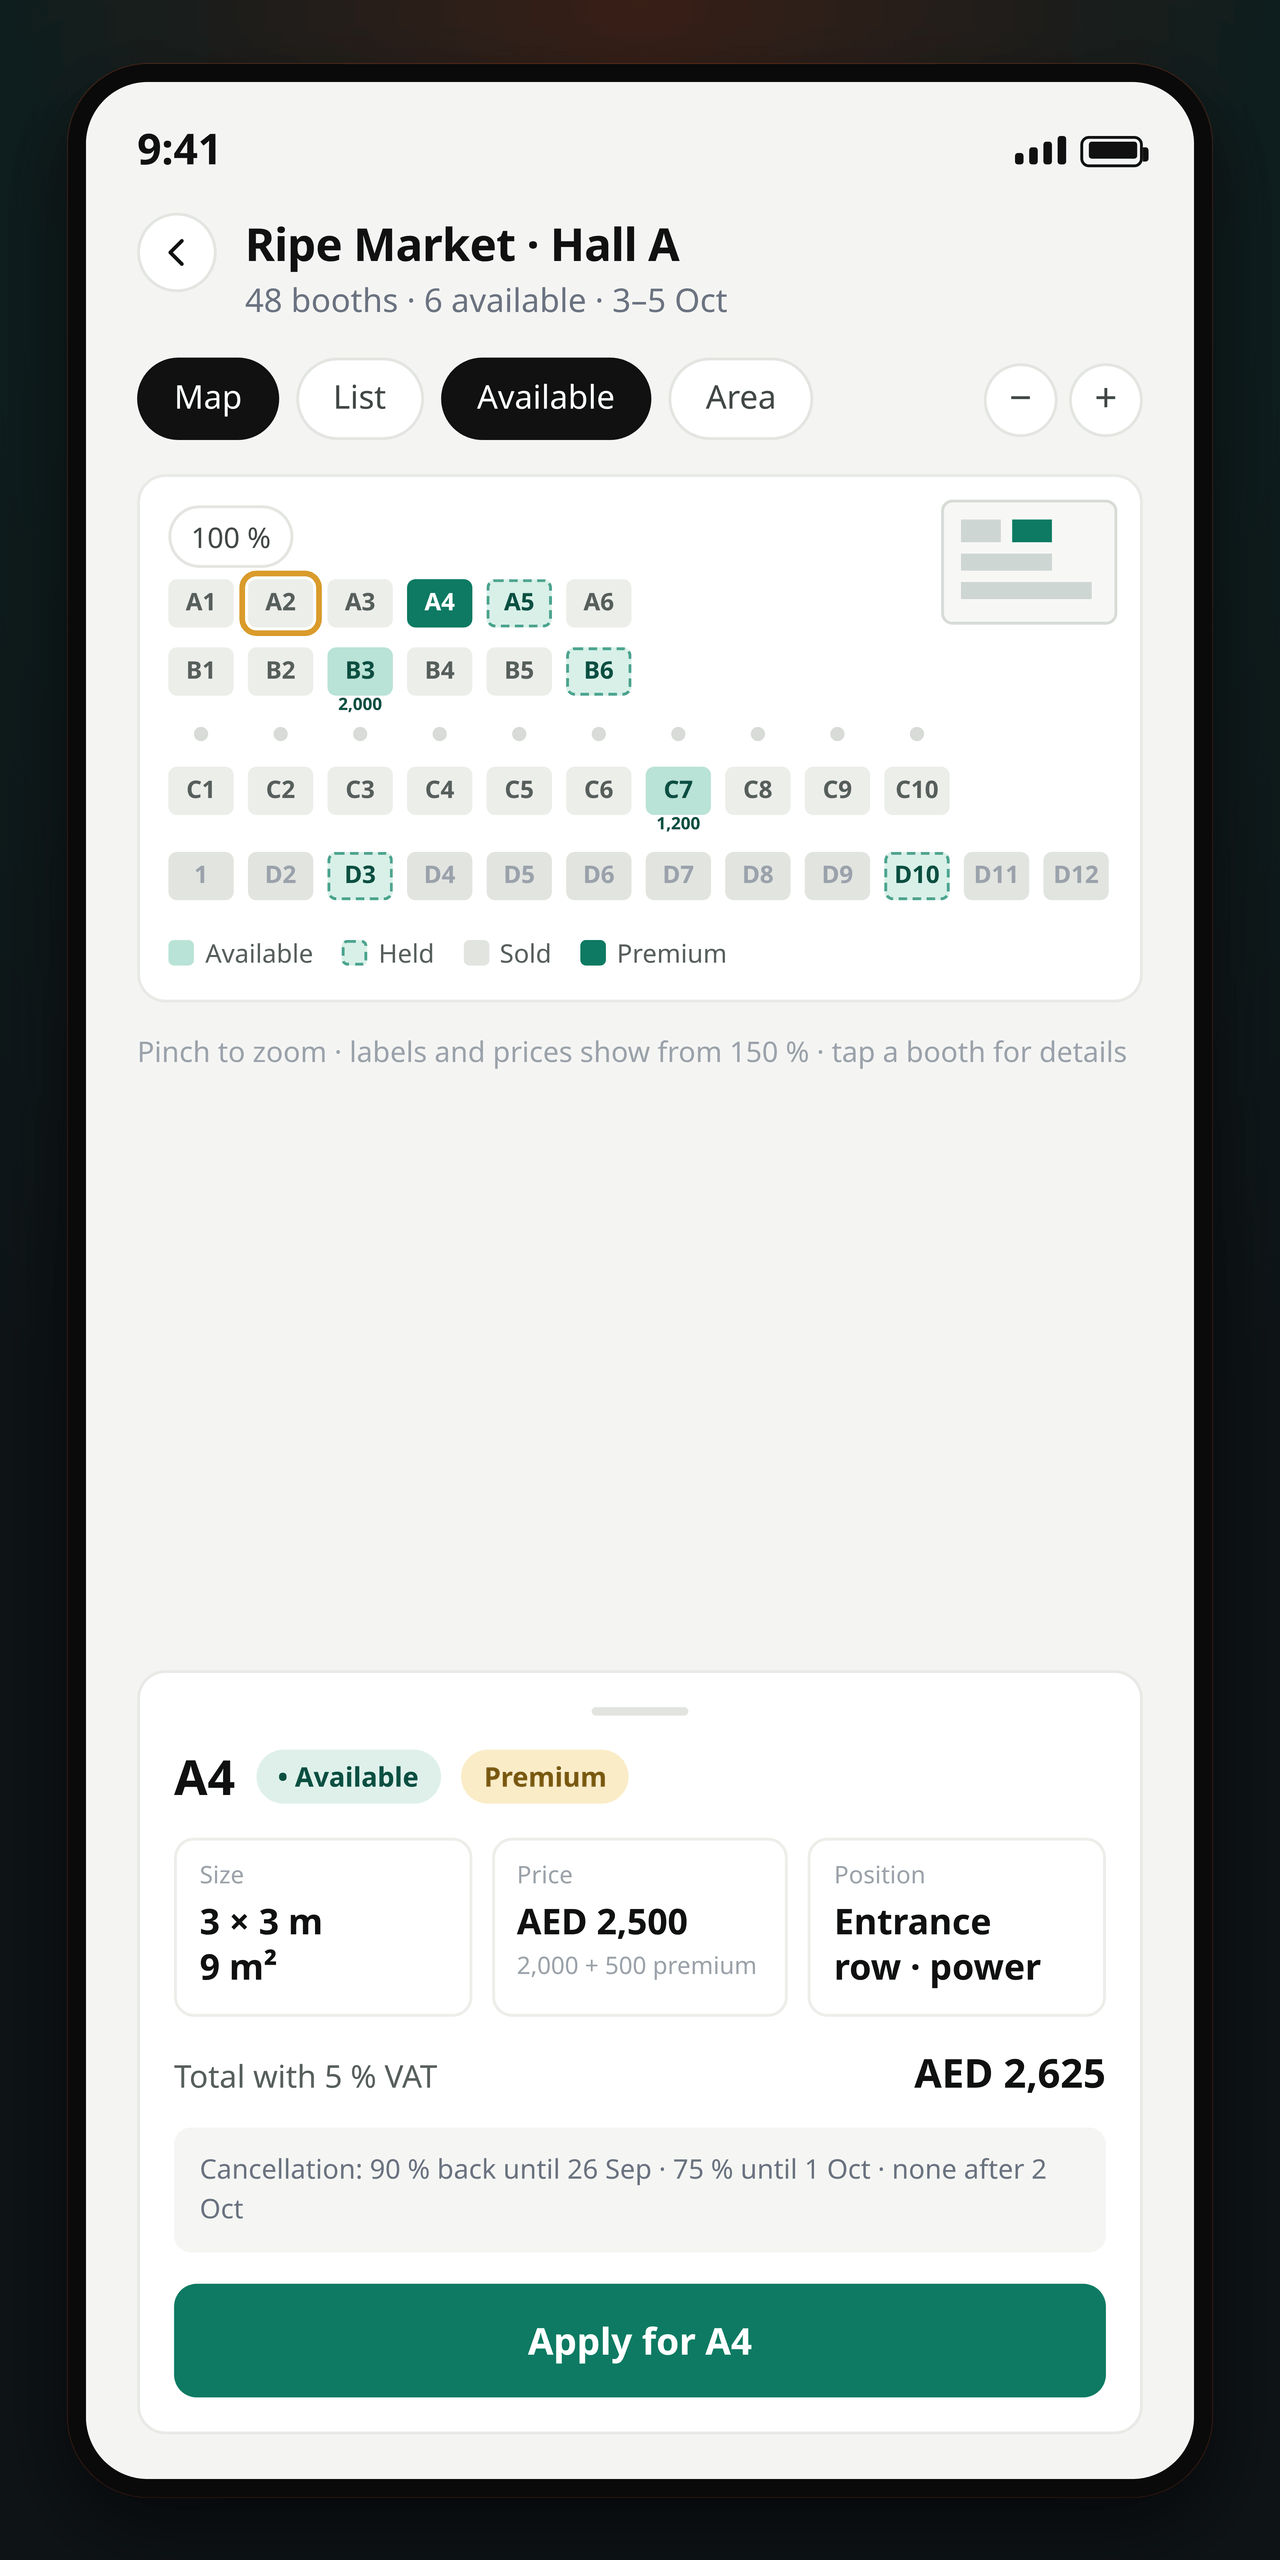 9:41
Ripe Market · Hall A
48 booths · 6 available · 3–5 Oct
Map List Available Area − +
100 %
A1 A2 A3 A4 A5 A6
B1 B2 B3 B4 B5 B6
2,000
C1 C2 C3 C4 C5 C6 C7 C8 C9 C10
1,200
1 D2 D3 D4 D5 D6 D7 D8 D9 D10 D11 D12
Available Held Sold Premium
Pinch to zoom · labels and prices show from 150 % · tap a booth for details
A4 • Available Premium
Size Price Position
3 × 3 m AED 2,500 Entrance
9 m² 2,000 + 500 premium row · power
Total with 5 % VAT AED 2,625
Cancellation: 90 % back until 26 Sep · 75 % until 1 Oct · none after 2
Oct
Apply for A4